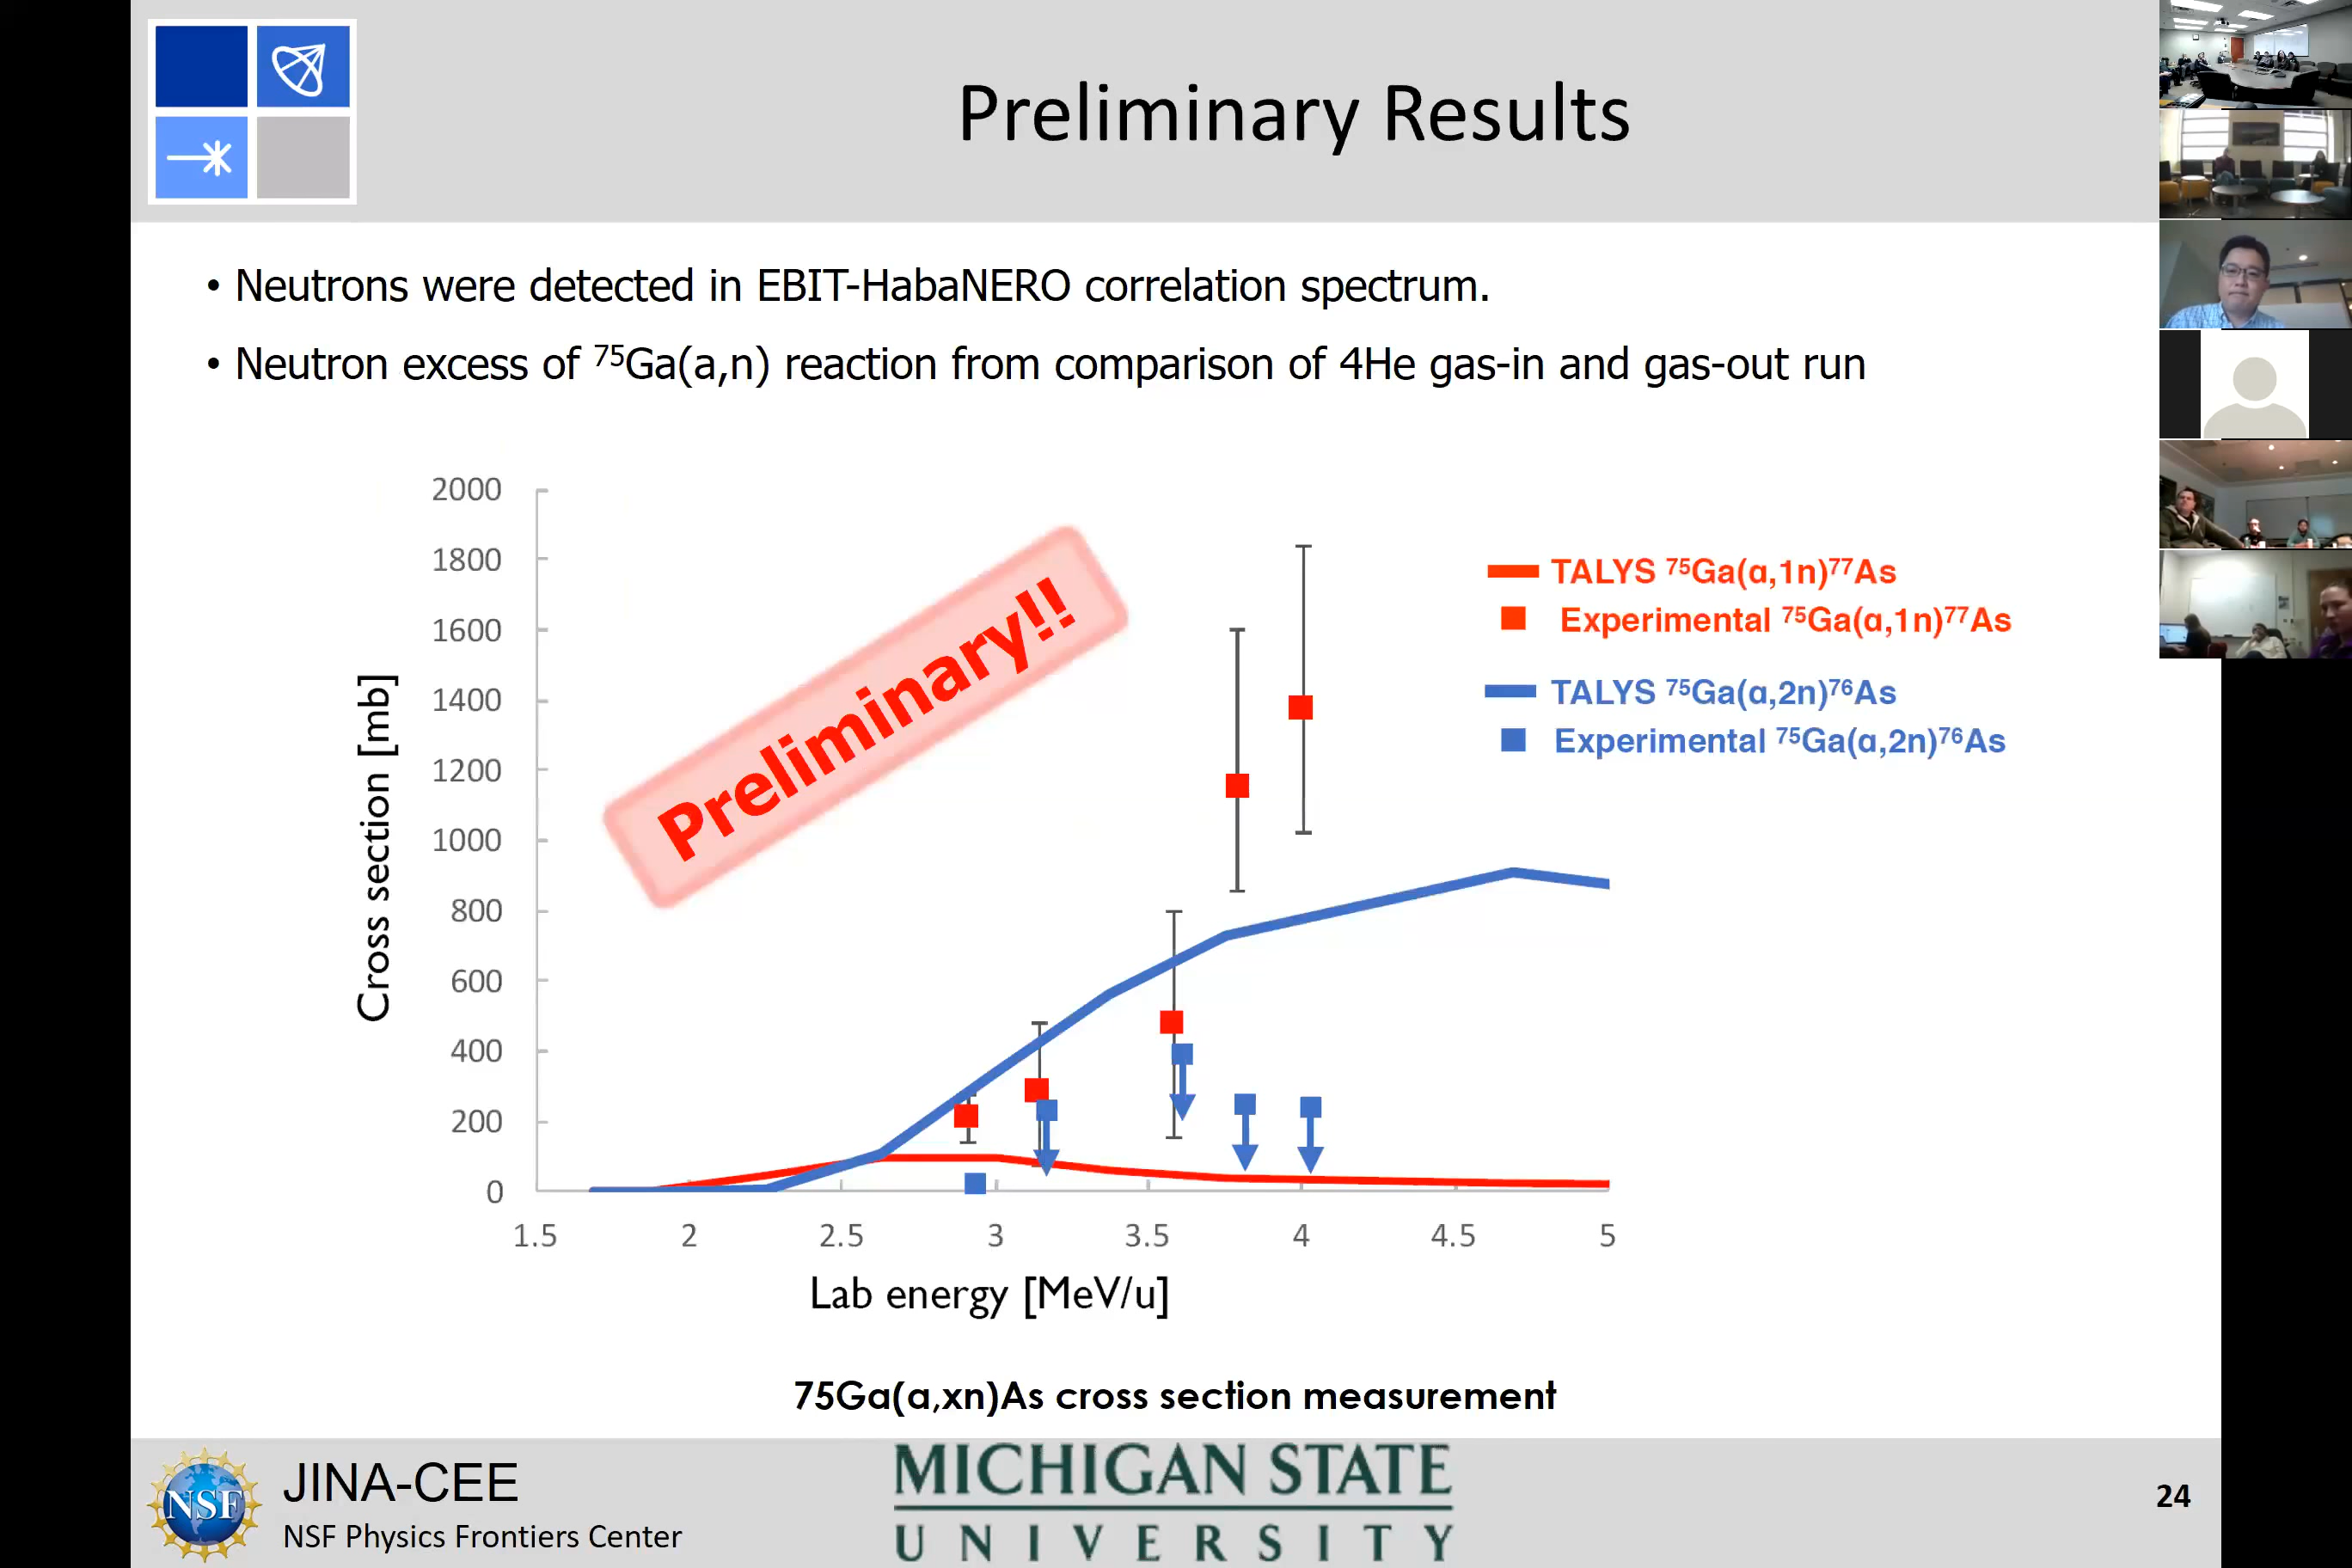 Preliminary Results
• Neutrons were detected in EBIT-HabaNERO correlation spectrum.
• Neutron excess of ⁷⁵Ga(a,n) reaction from comparison of 4He gas-in and gas-out run
2000
1800
1600
1400
1200
1000
800
600
400
200
0
Cross section [mb]
Preliminary!!
TALYS ⁷⁵Ga(α,1n)⁷⁷As
Experimental ⁷⁵Ga(α,1n)⁷⁷As
TALYS ⁷⁵Ga(α,2n)⁷⁶As
Experimental ⁷⁵Ga(α,2n)⁷⁶As
1.5 2 2.5 3 3.5 4 4.5 5
Lab energy [MeV/u]
75Ga(a,xn)As cross section measurement
NSF
JINA-CEE
NSF Physics Frontiers Center
MICHIGAN STATE
UNIVERSITY
24